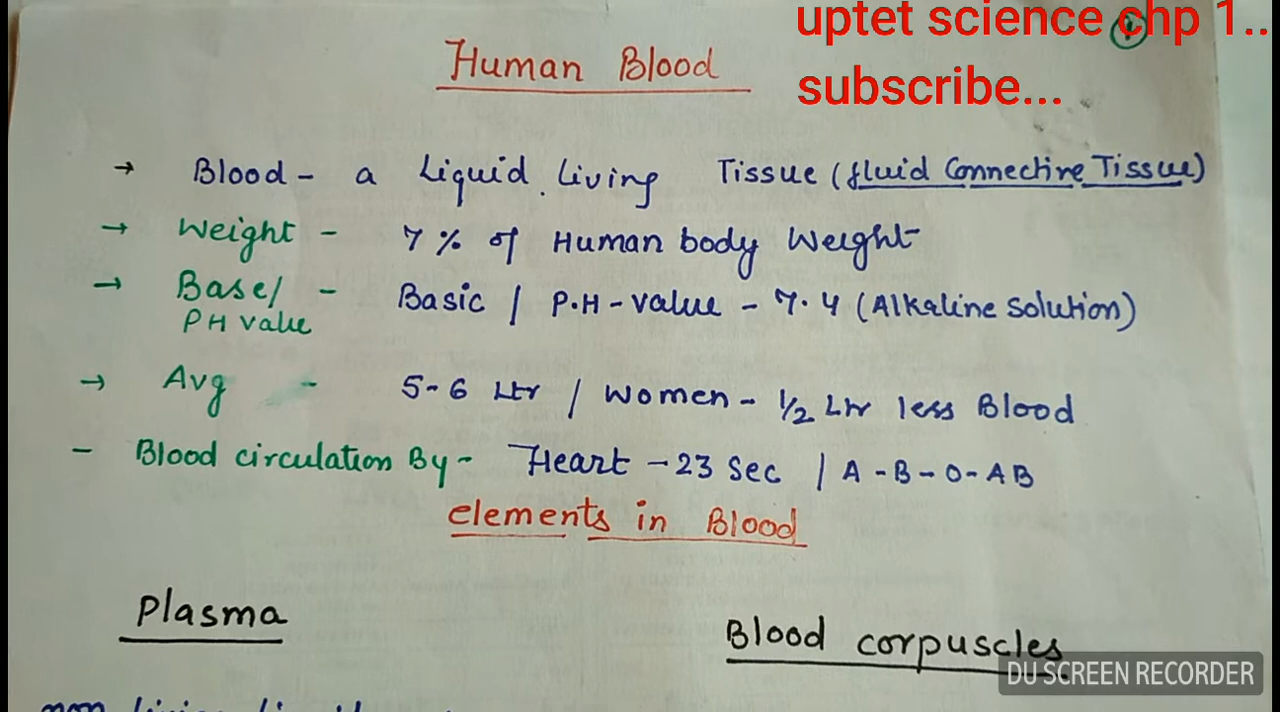 uptet science chp 1..
subscribe...
Human Blood
→ Blood - a Liquid Living Tissue (fluid Connective Tissue)
→ Weight - 7% of Human body Weight
→ Base/ - Basic / P.H-value - 7.4 (Alkaline Solution)
PH value
→ Avg - 5-6 Ltr / Women - 1/2 Ltr less Blood
- Blood circulation By - Heart - 23 Sec / A-B-O-AB
elements in Blood
Plasma
Blood corpuscles
DU SCREEN RECORDER
non living